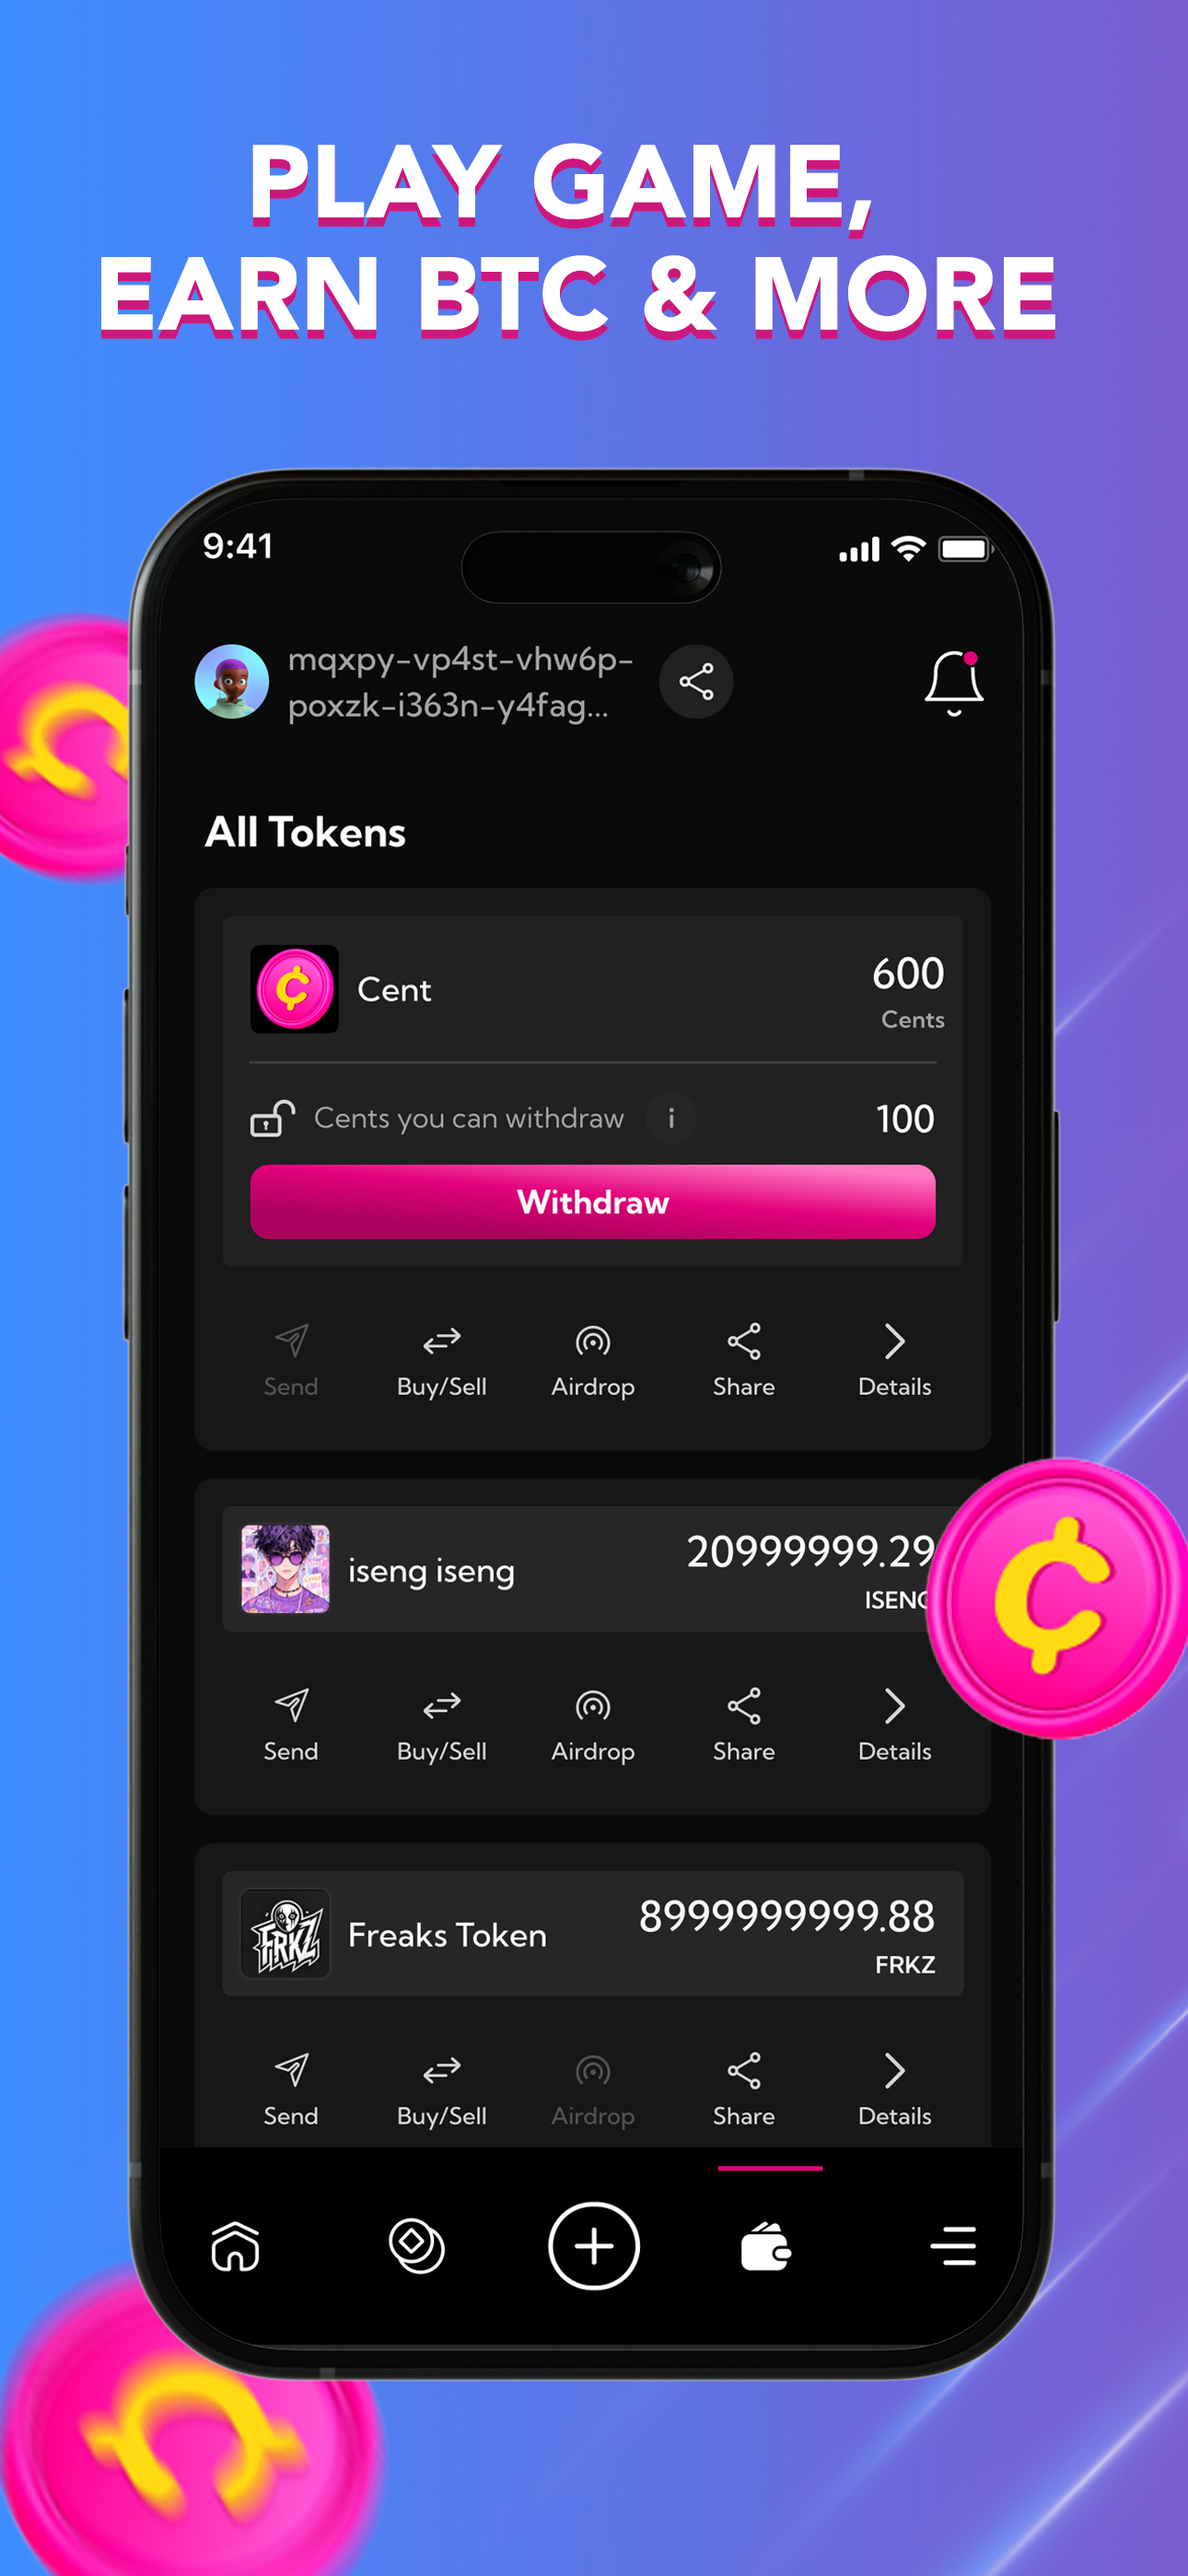 PLAY GAME,
EARN BTC & MORE
9:41
mqxpy-vp4st-vhw6p-
poxzk-i363n-y4fag...
All Tokens
Cent
600
Cents
Cents you can withdraw
i
100
Withdraw
Send Buy/Sell Airdrop Share Details
iseng iseng
20999999.29
ISENG
Send Buy/Sell Airdrop Share Details
FRKZ
Freaks Token
8999999999.88
FRKZ
Send Buy/Sell Airdrop Share Details